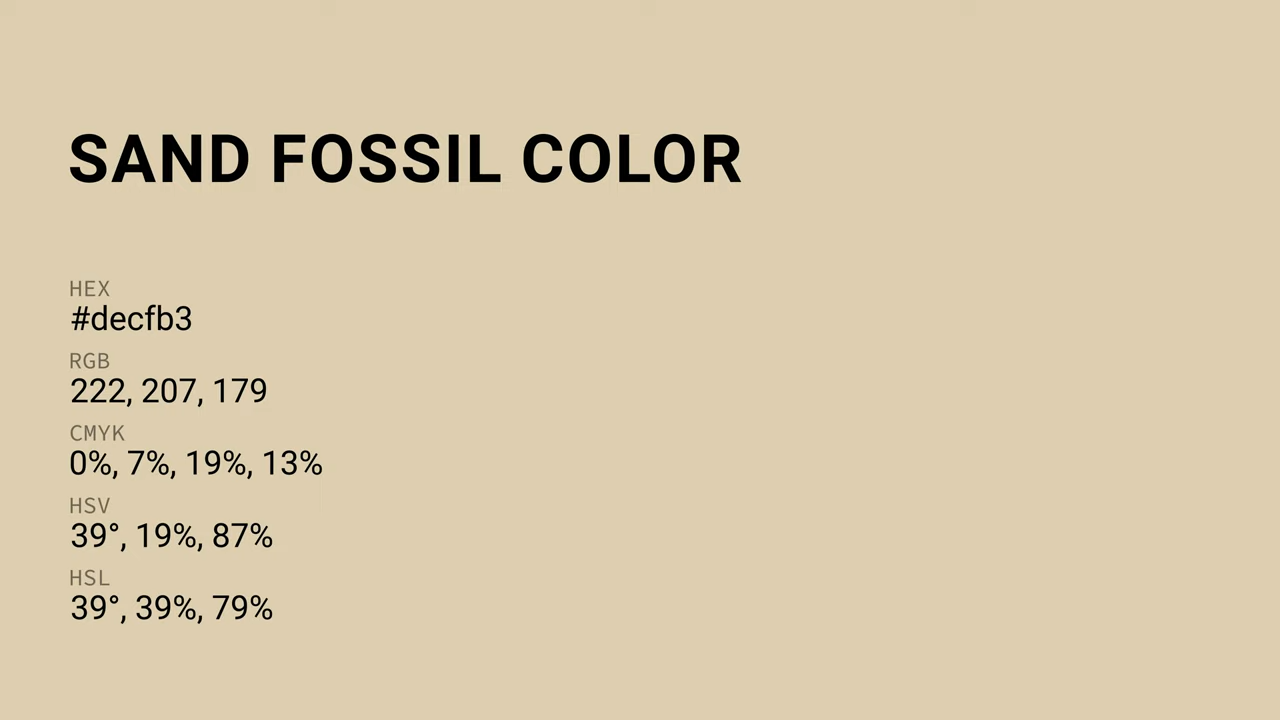 SAND FOSSIL COLOR
HEX
#decfb3
RGB
222, 207, 179
CMYK
0%, 7%, 19%, 13%
HSV
39°, 19%, 87%
HSL
39°, 39%, 79%